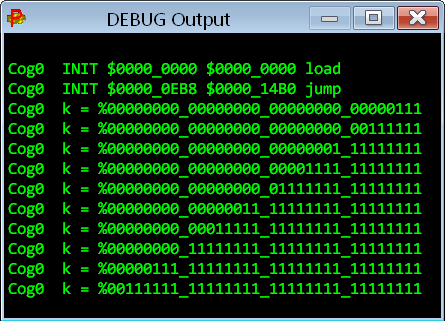 DEBUG Output
Cog0  INIT $0000_0000 $0000_0000 load
Cog0  INIT $0000_0EB8 $0000_14B0 jump
Cog0  k = %00000000_00000000_00000000_00000111
Cog0  k = %00000000_00000000_00000000_00111111
Cog0  k = %00000000_00000000_00000001_11111111
Cog0  k = %00000000_00000000_00001111_11111111
Cog0  k = %00000000_00000000_01111111_11111111
Cog0  k = %00000000_00000011_11111111_11111111
Cog0  k = %00000000_00011111_11111111_11111111
Cog0  k = %00000000_11111111_11111111_11111111
Cog0  k = %00000111_11111111_11111111_11111111
Cog0  k = %00111111_11111111_11111111_11111111